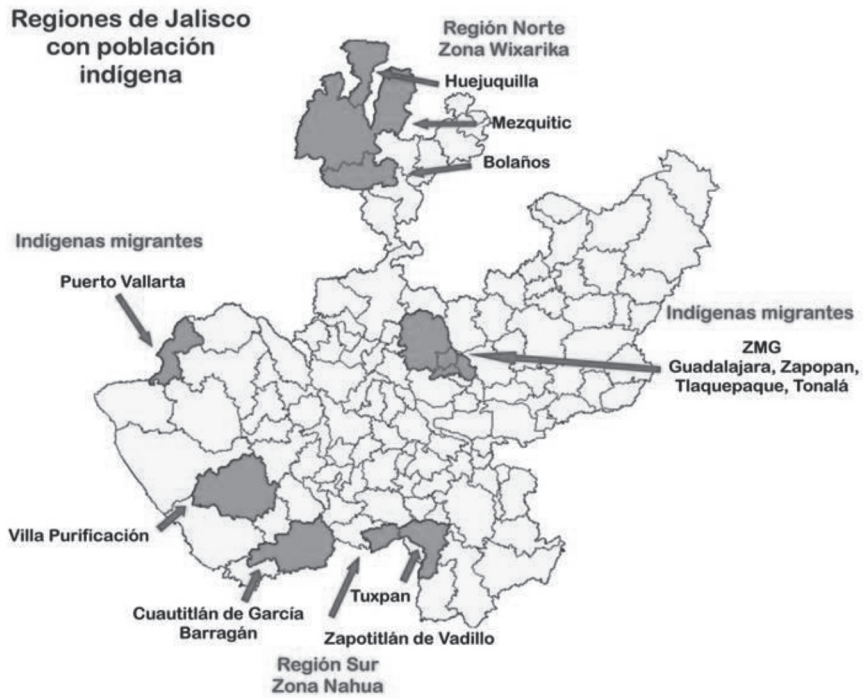 Regiones de Jalisco
con población
indígena
Región Norte
Zona Wixarika
Huejuquilla
Mezquitic
Bolaños
Indígenas migrantes
Puerto Vallarta
Indígenas migrantes
ZMG
Guadalajara, Zapopan,
Tlaquepaque, Tonalá
Villa Purificación
Cuautitlán de García
Barragán
Tuxpan
Zapotitlán de Vadillo
Región Sur
Zona Nahua